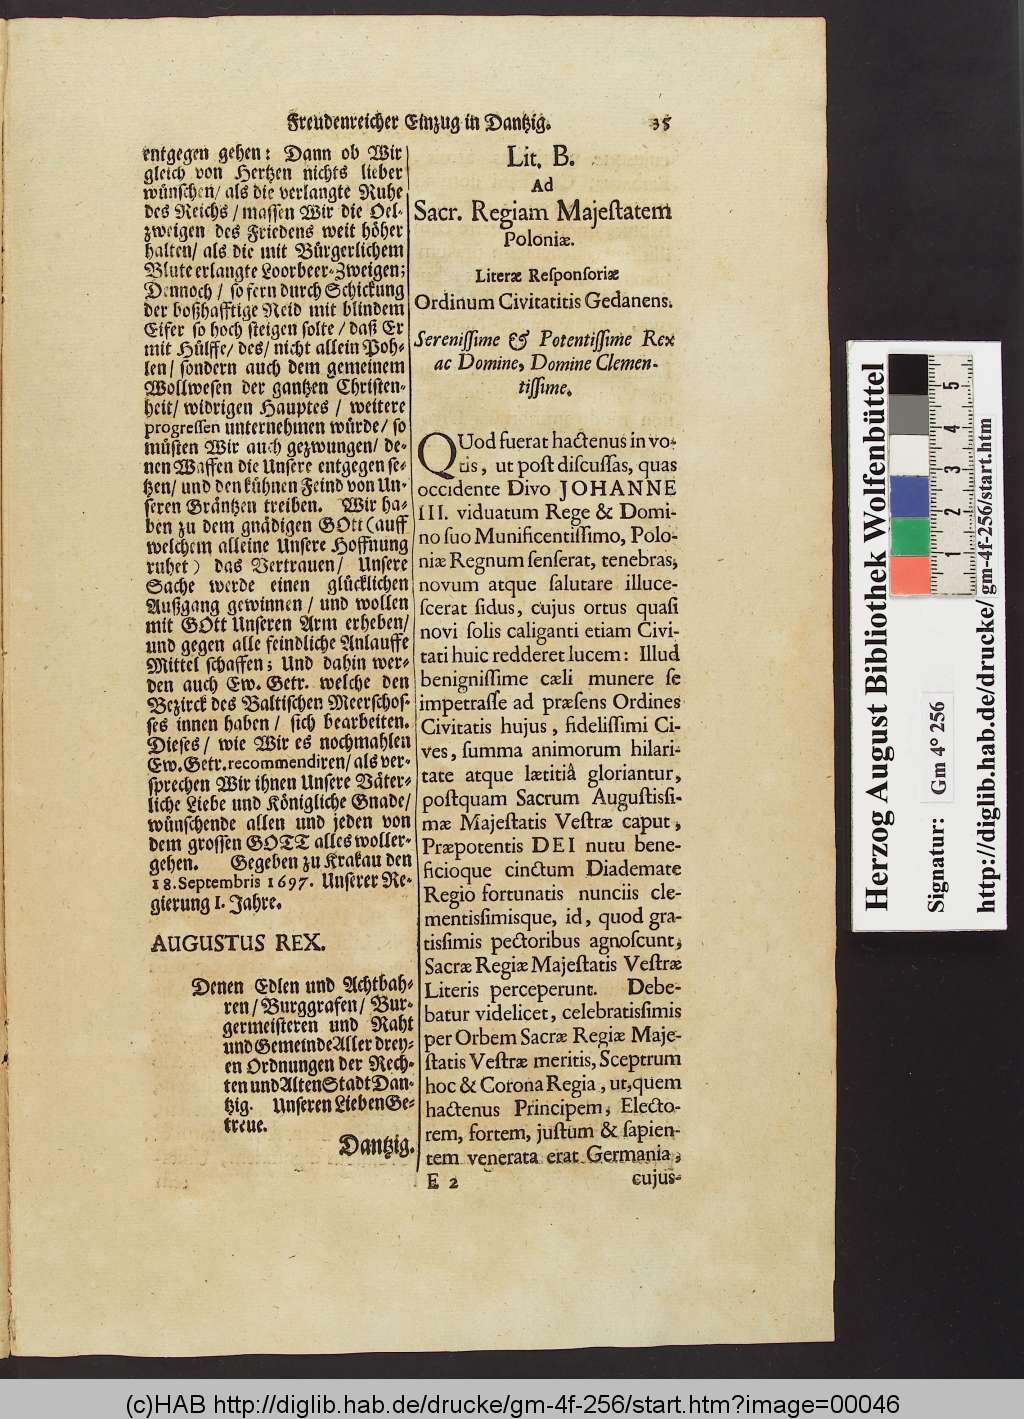 Freudenreicher Einzug in Dantzig. 35
entgegen gehen: Dann ob Wir
gleich von Hertzen nichts lieber
wünschen/ als die verlangte Ruhe
des Reichs/ massen Wir die Oel-
zweigen des Friedens weit höher
halten/ als die mit Bürgerlichem
Blute erlangte Loorbeer-Zweigen;
Dennoch/ so fern durch Schickung
der boßhafftige Neid mit blindem
Eifer so hoch steigen solte/ daß Er
mit Hülffe/ des/ nicht allein Poh-
len/ sondern auch dem gemeinem
Wollwesen der gantzen Christen-
heit/ widrigen Hauptes/ weitere
progressen unternehmen würde/ so
müsten Wir auch gezwungen/ de-
nen Waffen die Unsere entgegen se-
tzen/ und den kühnen Feind von Un-
seren Gräntzen treiben. Wir ha-
ben zu dem gnädigen GOtt (auff
welchem alleine Unsere Hoffnung
ruhet) das Vertrauen/ Unsere
Sache werde einen glücklichen
Außgang gewinnen/ und wollen
mit GOtt Unseren Arm erheben/
und gegen alle feindliche Anlauffe
Mittel schaffen; Und dahin wer-
den auch Ew. Getr. welche den
Bezirck des Baltischen Meerschos-
ses innen haben/ sich bearbeiten.
Dieses/ wie Wir es nochmahlen
Ew. Getr. recommendiren/ als ver-
sprechen Wir ihnen Unsere Väter-
liche Liebe und Königliche Gnade/
wünschende allen und jeden von
dem grossen GOTT alles woller-
gehen. Gegeben zu Krakau den
18. Septembris 1697. Unserer Re-
gierung I. Jahre.
AUGUSTUS REX.
Denen Edlen und Achtbah-
ren/ Burggrafen/ Bur-
germeisteren und Raht
und Gemeinde Aller drey-
en Ordnungen der Rech-
ten und Alten Stadt Dan-
tzig. Unseren Lieben Ge-
treue.
Dantzig.
Lit. B.
Ad
Sacr. Regiam Majestatem
Poloniæ.
Literæ Responsoriæ
Ordinum Civitatitis Gedanens.
Serenissime & Potentissime Rex
ac Domine, Domine Clemen-
tissime.
QUod fuerat hactenus in vo-
tis, ut post discussas, quas
occidente Divo JOHANNE
III. viduatum Rege & Domi-
no suo Munificentissimo, Polo-
niæ Regnum senserat, tenebras,
novum atque salutare illuce-
scerat sidus, cujus ortus quasi
novi solis caliganti etiam Civi-
tati huic redderet lucem: Illud
benignissime cæli munere se
impetrasse ad præsens Ordines
Civitatis hujus, fidelissimi Ci-
ves, summa animorum hilari-
tate atque lætitiâ gloriantur,
postquam Sacrum Augustissi-
mæ Majestatis Vestræ caput,
Præpotentis DEI nutu bene-
ficioque cinctum Diademate
Regio fortunatis nunciis cle-
mentissimisque, id, quod gra-
tissimis pectoribus agnoscunt,
Sacræ Regiæ Majestatis Vestræ
Literis perceperunt. Debe-
batur videlicet, celebratissimis
per Orbem Sacræ Regiæ Maje-
statis Vestræ meritis, Sceptrum
hoc & Corona Regia, ut, quem
hactenus Principem, Electo-
rem, fortem, justum & sapien-
tem venerata erat Germania,
E 2 cujus-
Herzog August Bibliothek Wolfenbüttel
Signatur: Gm 4° 256
http://diglib.hab.de/drucke/ gm-4f-256/start.htm
1 2 3 4 5
(c)HAB http://diglib.hab.de/drucke/gm-4f-256/start.htm?image=00046